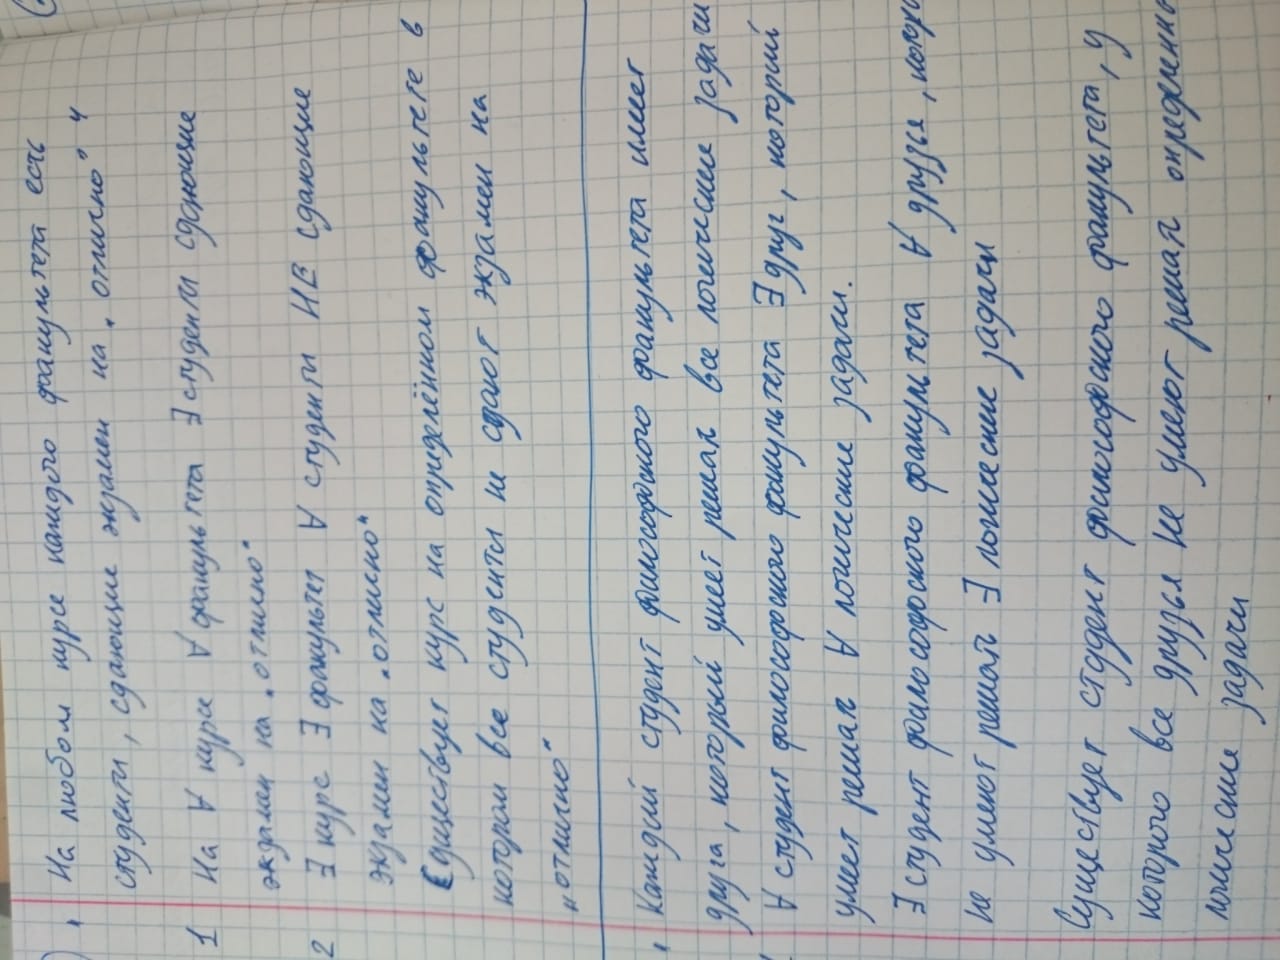 На любом курсе каждого факультета есть
студенты, сдающие экзамен на "отлично"
1 На ∀ курсе ∀ факультета ∃ студенты сдающие
экзамен на "отлично"
2 ∃ курс ∃ факультет ∀ студенты НЕ сдающие
экзамен на "отлично"
Существует курс на определённом факультете в
котором все студенты не сдают экзамен на
"отлично"
Каждый студент философского факультета имеет
друга, который умеет решать все логические задачи
∀ студент философского факультета ∃ друг, который
умеет решать ∀ логические задачи.
∃ студент философского факультета ∀ друзья,
не умеют решать ∃ логические задачи
Существует студент философского факультета, у
которого все друзья не умеют решать
логические задачи